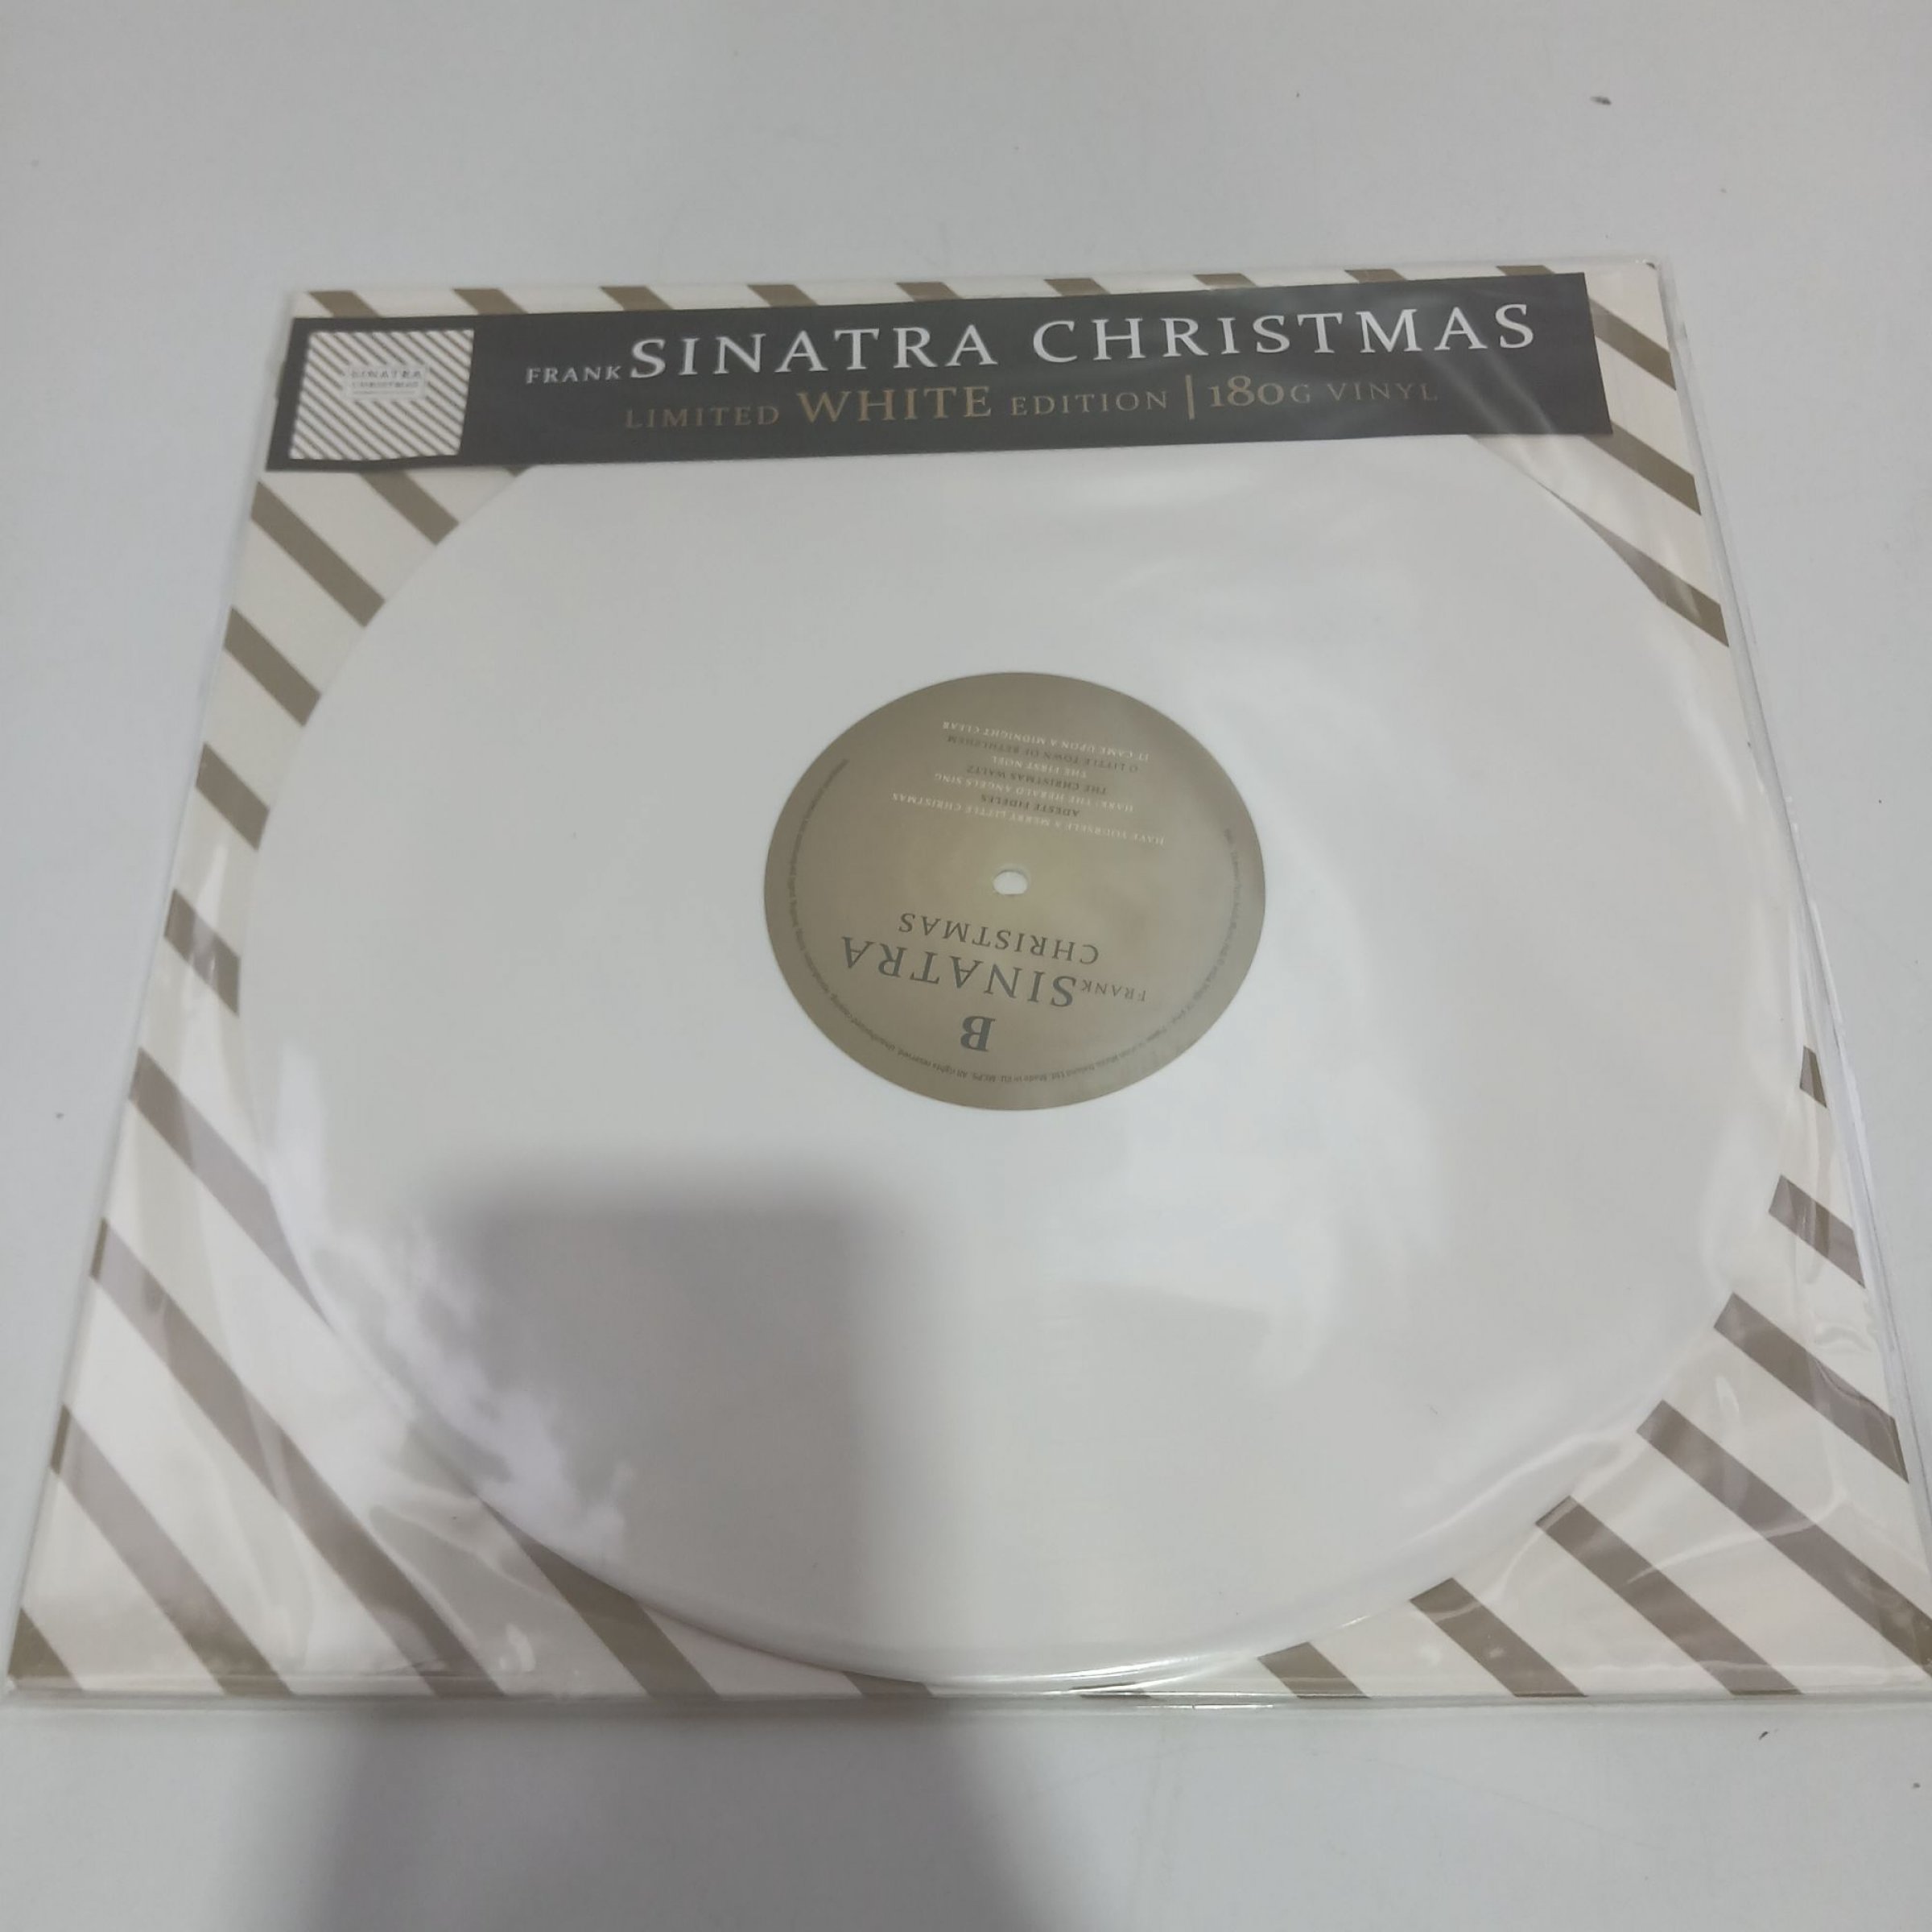 FRANK SINATRA CHRISTMAS
LIMITED WHITE EDITION | 180G VINYL
SINATRA
CHRISTMAS
B
FRANK SINATRA
CHRISTMAS
HAVE YOURSELF A MERRY LITTLE CHRISTMAS
ADESTE FIDELES
HARK! THE HERALD ANGELS SING
THE CHRISTMAS WALTZ
THE FIRST NOEL
O LITTLE TOWN OF BETHLEHEM
IT CAME UPON A MIDNIGHT CLEAR